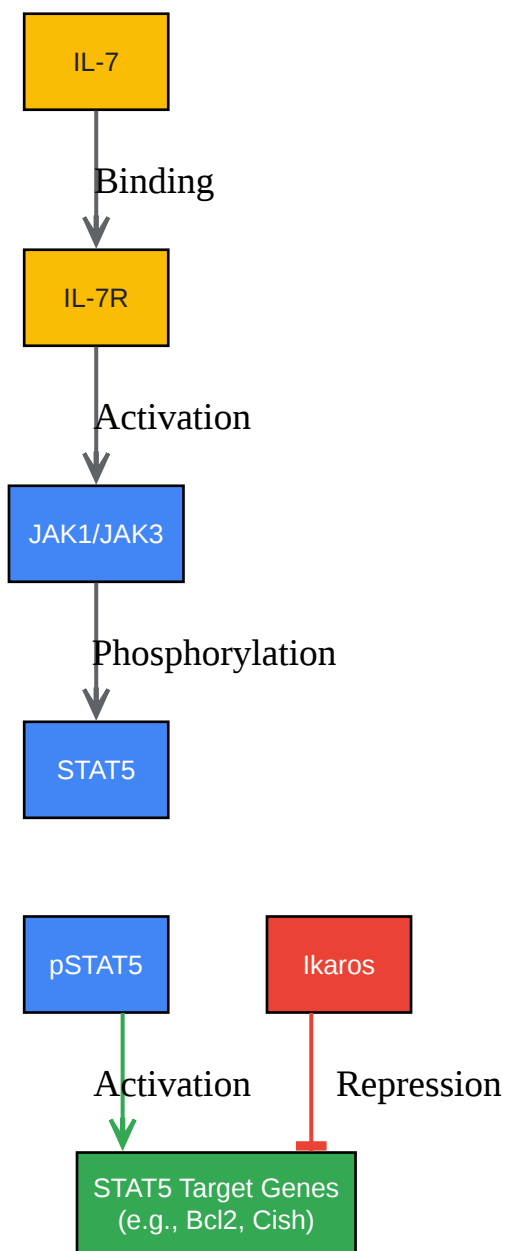 IL-7
Binding
IL-7R
Activation
JAK1/JAK3
Phosphorylation
STAT5
pSTAT5
Ikaros
Activation
Repression
STAT5 Target Genes
(e.g., Bcl2, Cish)